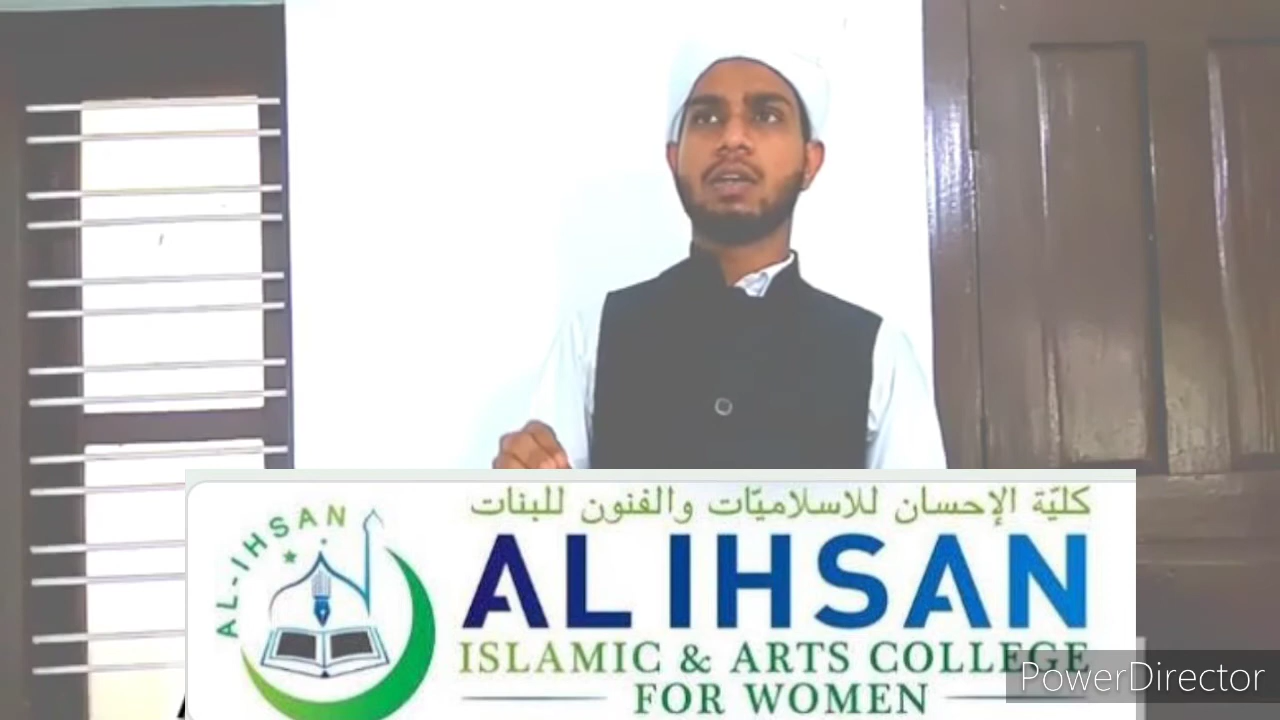 كليّة الإحسان للاسلاميّات والفنون للبنات
AL-IHSAN
AL IHSAN
ISLAMIC & ARTS COLLEGE
FOR WOMEN
PowerDirector